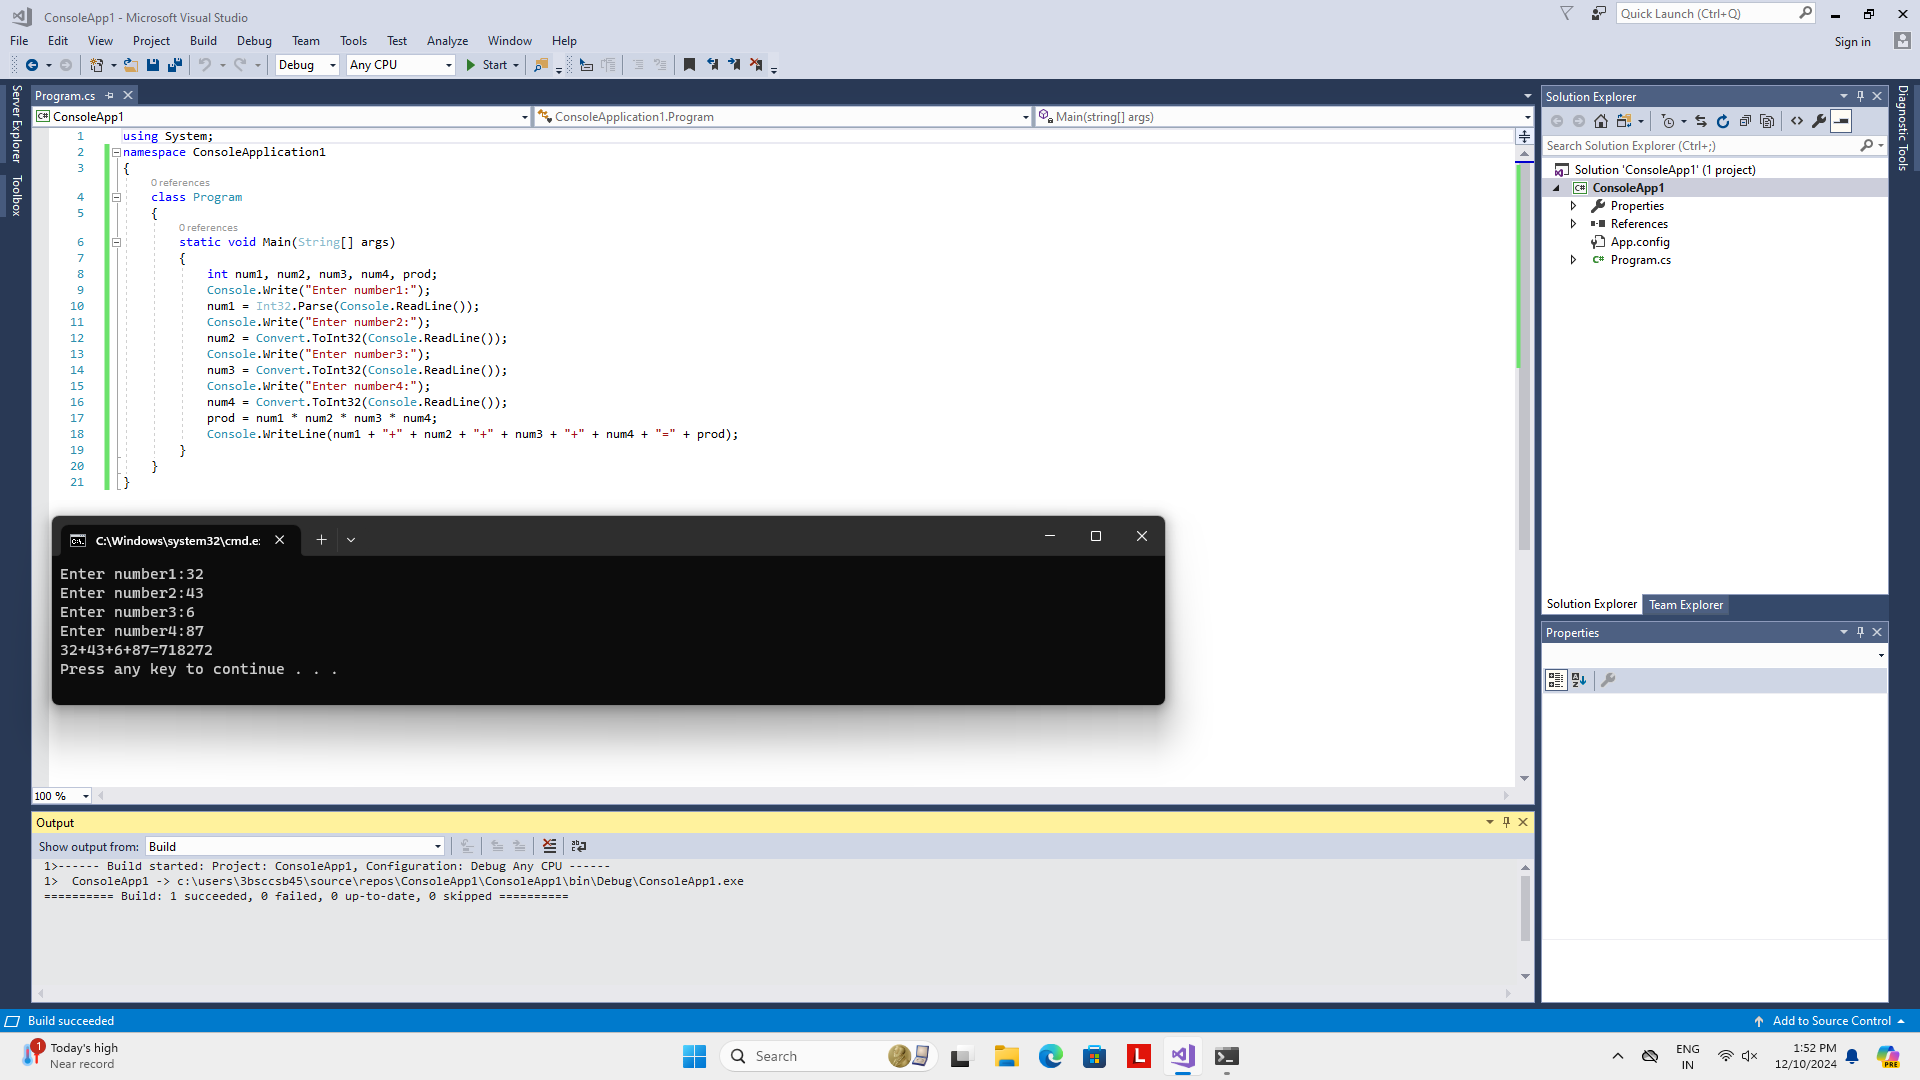 ConsoleApp1 - Microsoft Visual Studio
Quick Launch (Ctrl+Q)
File Edit View Project Build Debug Team Tools Test Analyze Window Help
Sign in
Debug Any CPU Start
Server Explorer
Toolbox
Program.cs
ConsoleApp1
ConsoleApplication1.Program
Main(string[] args)
1 using System;
2 namespace ConsoleApplication1
3 {
0 references
4 class Program
5 {
0 references
6 static void Main(String[] args)
7 {
8 int num1, num2, num3, num4, prod;
9 Console.Write("Enter number1:");
10 num1 = Int32.Parse(Console.ReadLine());
11 Console.Write("Enter number2:");
12 num2 = Convert.ToInt32(Console.ReadLine());
13 Console.Write("Enter number3:");
14 num3 = Convert.ToInt32(Console.ReadLine());
15 Console.Write("Enter number4:");
16 num4 = Convert.ToInt32(Console.ReadLine());
17 prod = num1 * num2 * num3 * num4;
18 Console.WriteLine(num1 + "+" + num2 + "+" + num3 + "+" + num4 + "=" + prod);
19 }
20 }
21 }
C:\Windows\system32\cmd.e:
Enter number1:32
Enter number2:43
Enter number3:6
Enter number4:87
32+43+6+87=718272
Press any key to continue . . .
100 %
Output
Show output from: Build
1>------ Build started: Project: ConsoleApp1, Configuration: Debug Any CPU ------
1>  ConsoleApp1 -> c:\users\3bsccsb45\source\repos\ConsoleApp1\ConsoleApp1\bin\Debug\ConsoleApp1.exe
========== Build: 1 succeeded, 0 failed, 0 up-to-date, 0 skipped ==========
Solution Explorer
Search Solution Explorer (Ctrl+;)
Solution 'ConsoleApp1' (1 project)
ConsoleApp1
Properties
References
App.config
Program.cs
Solution Explorer Team Explorer
Properties
Diagnostic Tools
Build succeeded
Add to Source Control
1
Today's high
Near record
Search
L
PRE
ENG
IN
1:52 PM
12/10/2024